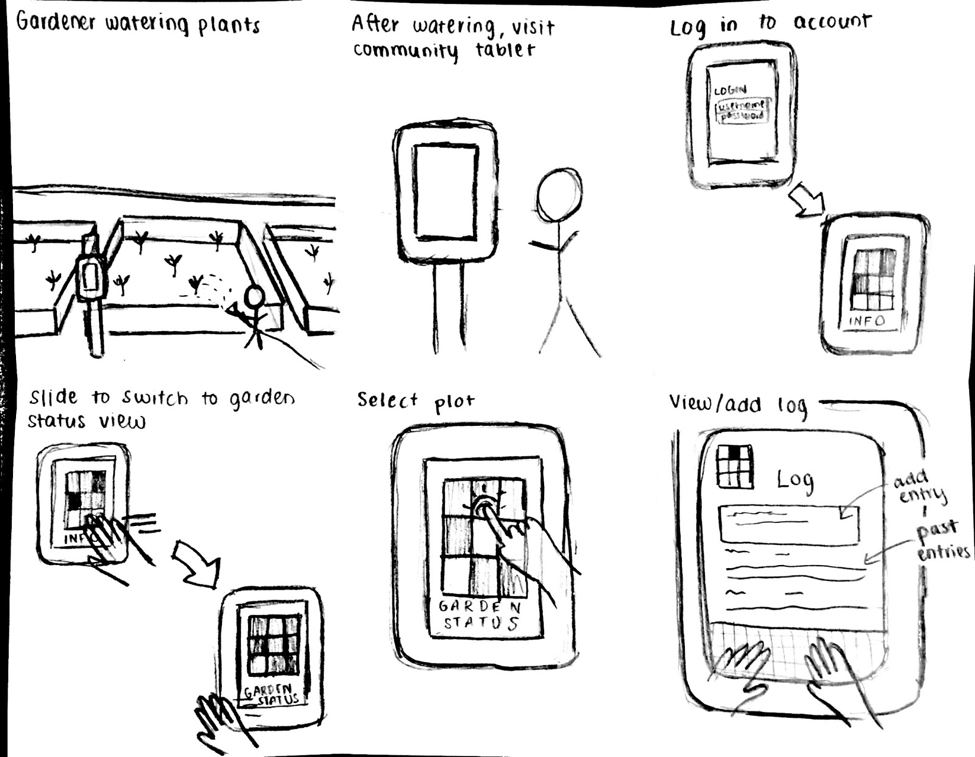 Gardener watering plants
After watering, visit
community tablet
Log in to account
LOGIN
username
password
INFO
Slide to switch to garden
status view
INFO
GARDEN
STATUS
Select plot
GARDEN
STATUS
View/add log
Log
add
entry
past
entries